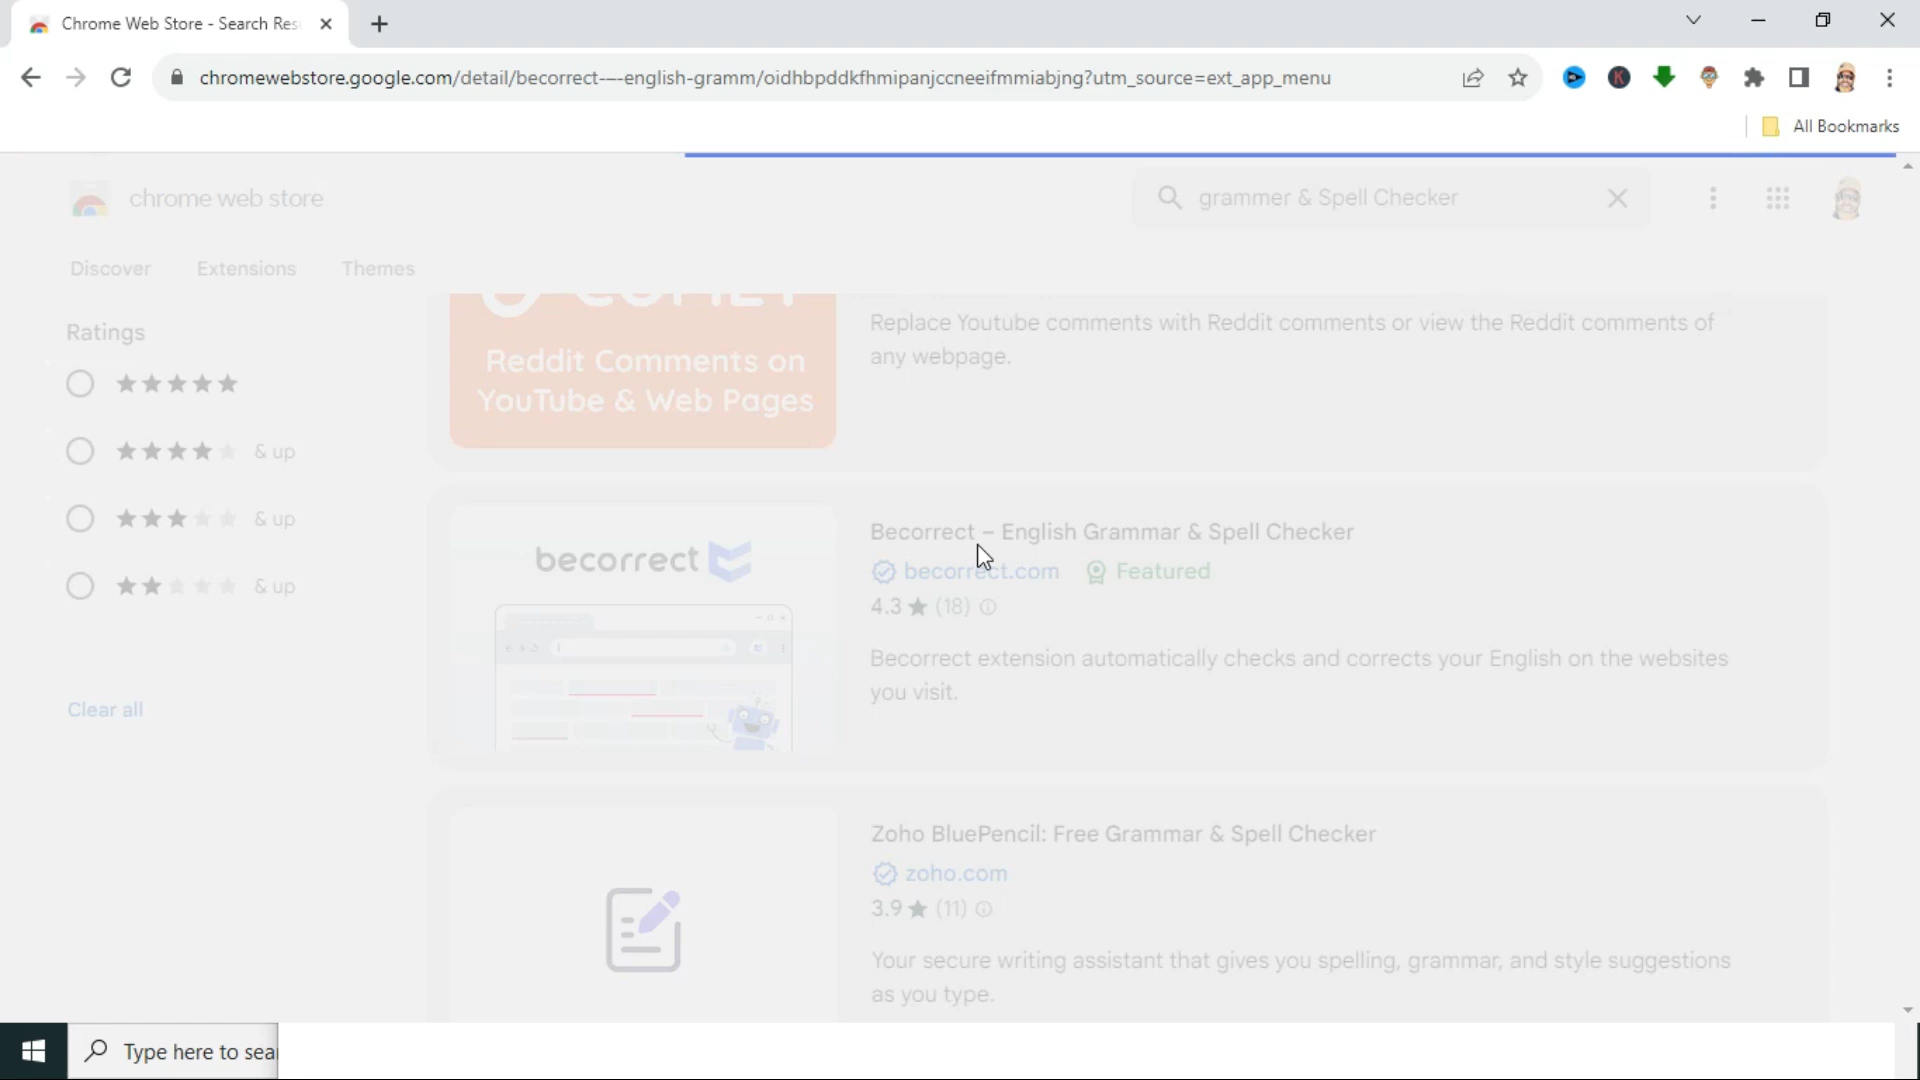 Chrome Web Store - Search Res
chromewebstore.google.com/detail/becorrect-–-english-gramm/oidhbpddkfhmipanjccneeifmmiabjng?utm_source=ext_app_menu
K
All Bookmarks
chrome web store
grammer & Spell Checker
Discover
Extensions
Themes
Ratings
& up
& up
& up
Clear all
Reddit Comments on
YouTube & Web Pages
Replace Youtube comments with Reddit comments or view the Reddit comments of
any webpage.
becorrect
Becorrect – English Grammar & Spell Checker
becorrect.com
Featured
4.3 ★ (18)
Becorrect extension automatically checks and corrects your English on the websites
you visit.
Zoho BluePencil: Free Grammar & Spell Checker
zoho.com
3.9 ★ (11)
Your secure writing assistant that gives you spelling, grammar, and style suggestions
as you type.
Type here to sea